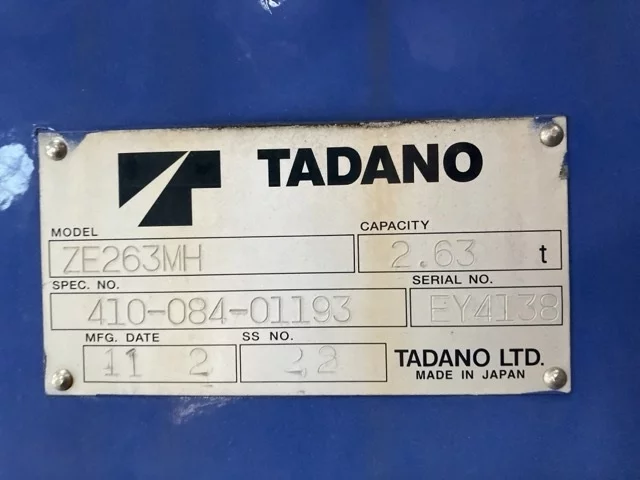 TADANO
MODEL
ZE263MH
CAPACITY
2.63 t
SPEC. NO.
410-084-01193
SERIAL NO.
EY4138
MFG. DATE
11 2
SS NO.
22
TADANO LTD.
MADE IN JAPAN